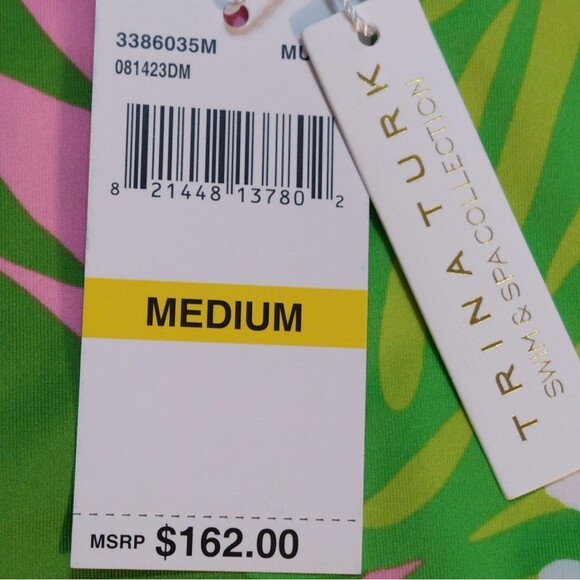 3386035M
081423DM
8 21448 13780 2
MEDIUM
MSRP $162.00
TRINA TURK
SWIM & SPA COLLECTION